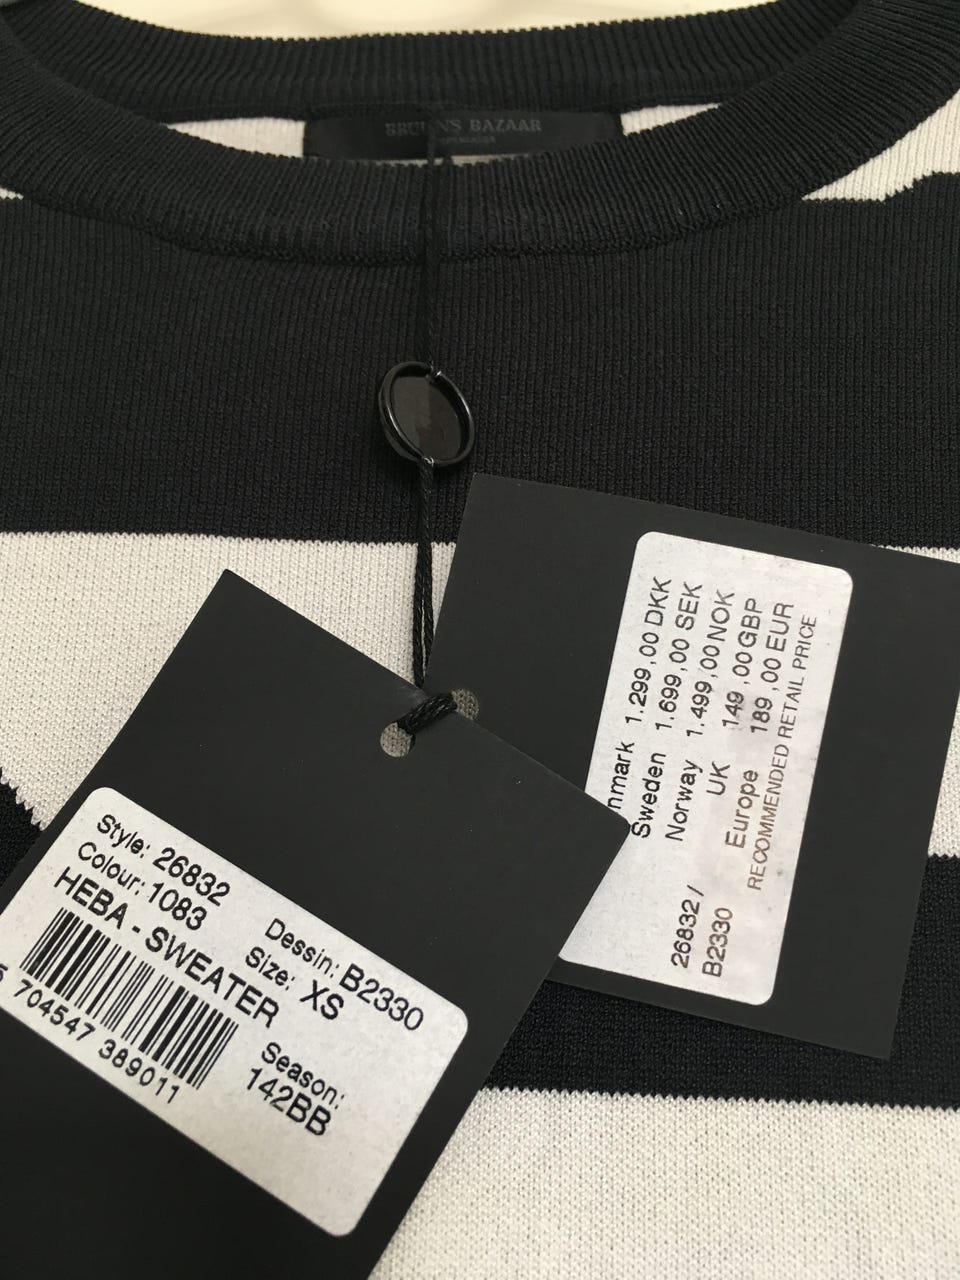 BRUUNS BAZAAR
nmark 1.299,00 DKK
Sweden 1.699,00 SEK
Norway 1.499,00 NOK
UK 149,00 GBP
Europe 189,00 EUR
RECOMMENDED RETAIL PRICE
26832 /
B2330
Style: 26832
Colour: 1083 Dessin: B2330
HEBA - SWEATER Size: XS
5 704547 389011
Season:
142BB